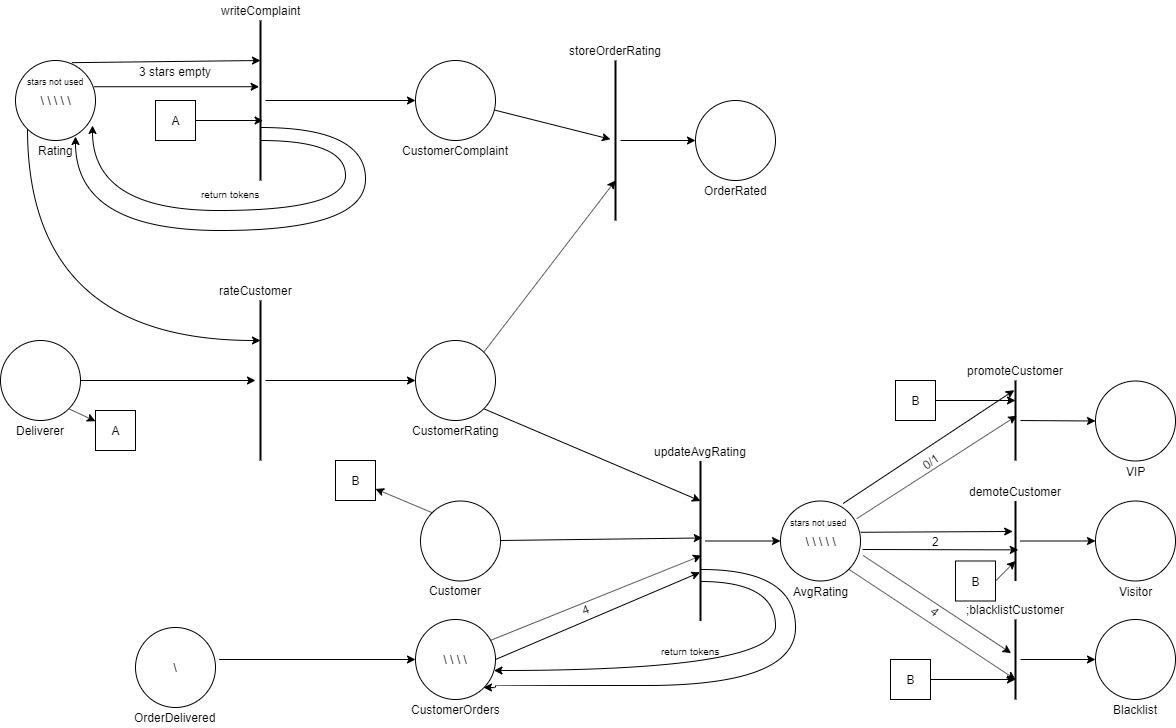 writeComplaint
storeOrderRating
stars not used
\ \ \ \ \
3 stars empty
A
Rating
CustomerComplaint
OrderRated
return tokens
rateCustomer
Deliverer
A
CustomerRating
promoteCustomer
B
0/1
VIP
updateAvgRating
B
Customer
stars not used
\ \ \ \ \
AvgRating
demoteCustomer
2
B
Visitor
4
;blacklistCustomer
4
B
Blacklist
\
OrderDelivered
\ \ \ \
CustomerOrders
return tokens